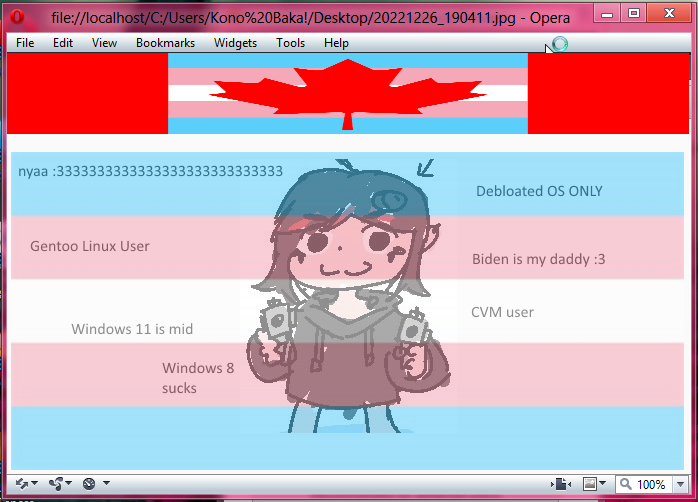 file://localhost/C:/Users/Kono%20Baka!/Desktop/20221226_190411.jpg - Opera
File Edit View Bookmarks Widgets Tools Help
nyaa :33333333333333333333333333333
Debloated OS ONLY
Gentoo Linux User
Biden is my daddy :3
CVM user
Windows 11 is mid
Windows 8
sucks
100%